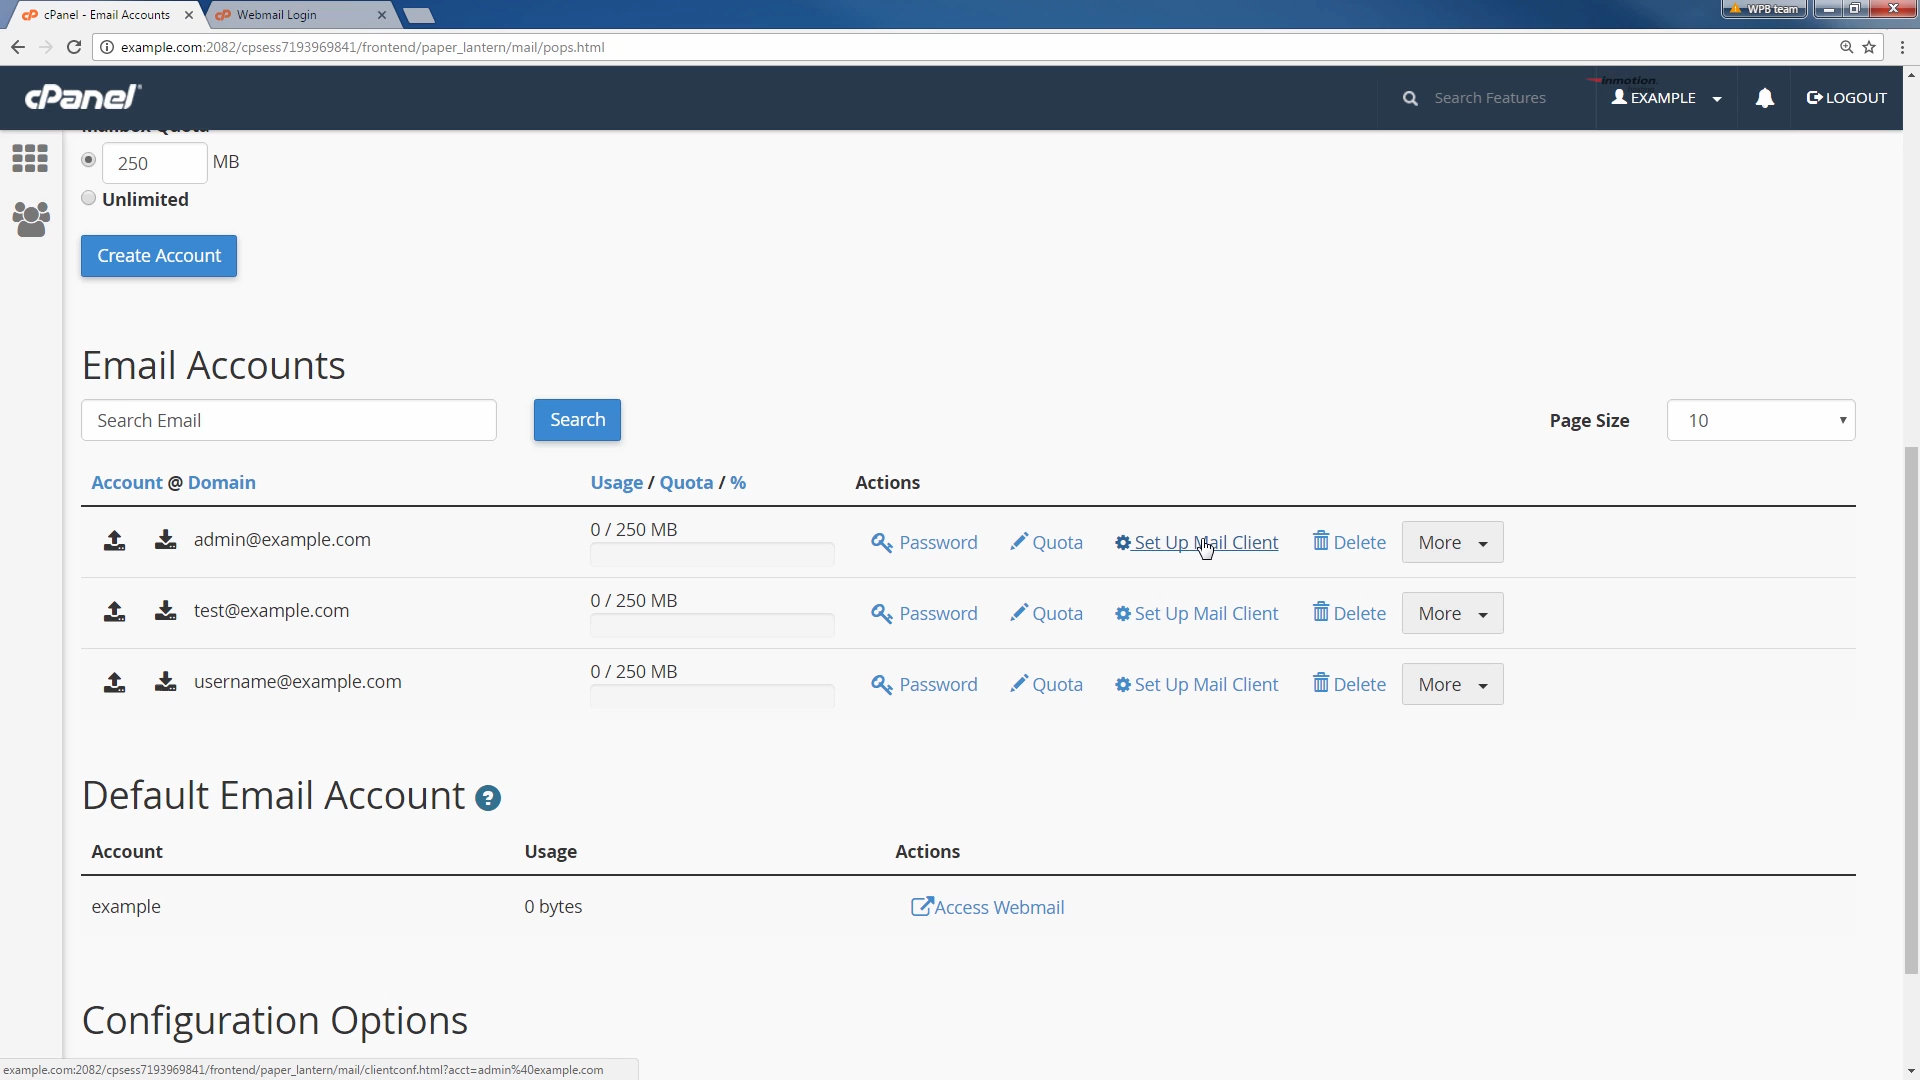 cPanel - Email Accounts
Webmail Login
WPB team
example.com:2082/cpsess7193969841/frontend/paper_lantern/mail/pops.html
cPanel
Search Features
inmotion
EXAMPLE
LOGOUT
Mailbox Quota
250 MB
Unlimited
Create Account
Email Accounts
Search Email
Search
Page Size
10
Account @ Domain
Usage / Quota / %
Actions
admin@example.com
0 / 250 MB
Password
Quota
Set Up Mail Client
Delete
More
test@example.com
0 / 250 MB
Password
Quota
Set Up Mail Client
Delete
More
username@example.com
0 / 250 MB
Password
Quota
Set Up Mail Client
Delete
More
Default Email Account ?
Account
Usage
Actions
example
0 bytes
Access Webmail
Configuration Options
example.com:2082/cpsess7193969841/frontend/paper_lantern/mail/clientconf.html?acct=admin%40example.com